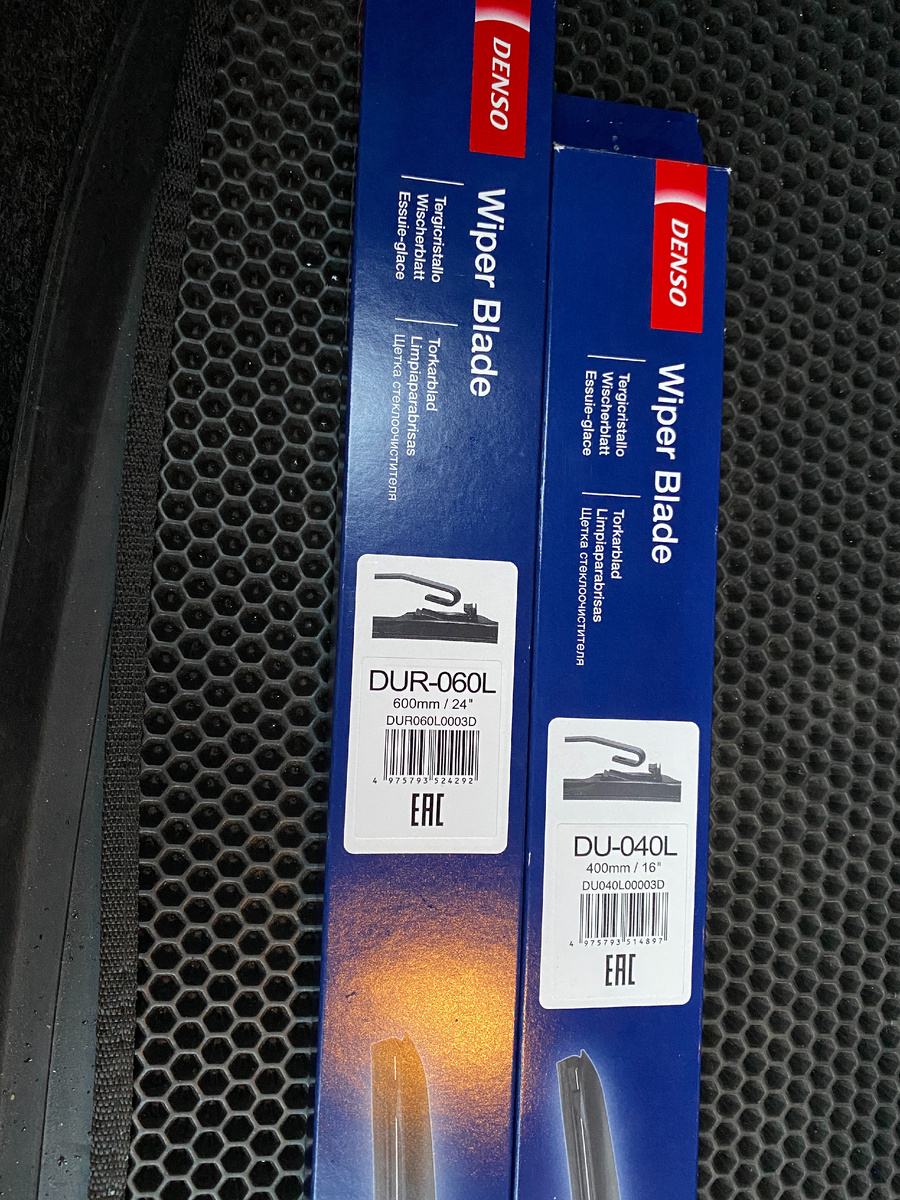 DENSO
Wiper Blade
Tergicristallo
Wischerblatt
Essuie-glace
Torkarblad
Limpiaparabrisas
Щетка стеклоочистителя
DUR-060L
600mm / 24"
DUR060L0003D
4 975793 524292
EAC
DENSO
Wiper Blade
Tergicristallo
Wischerblatt
Essuie-glace
Torkarblad
Limpiaparabrisas
Щетка стеклоочистителя
DU-040L
400mm / 16"
DU040L00003D
4 975793 514897
EAC